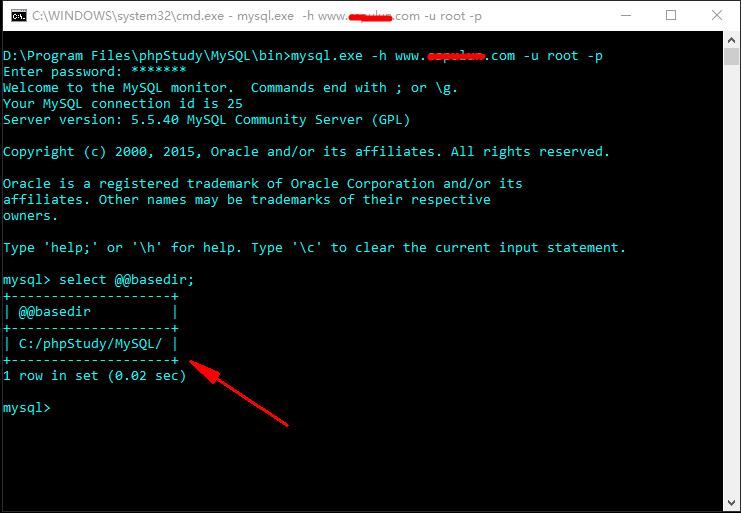 C:\WINDOWS\system32\cmd.exe - mysql.exe -h www. .com -u root -p
D:\Program Files\phpStudy\MySQL\bin>mysql.exe -h www. .com -u root -p
Enter password: *******
Welcome to the MySQL monitor.  Commands end with ; or \g.
Your MySQL connection id is 25
Server version: 5.5.40 MySQL Community Server (GPL)
Copyright (c) 2000, 2015, Oracle and/or its affiliates. All rights reserved.
Oracle is a registered trademark of Oracle Corporation and/or its
affiliates. Other names may be trademarks of their respective
owners.
Type 'help;' or '\h' for help. Type '\c' to clear the current input statement.
mysql> select @@basedir;
+--------------------+
| @@basedir          |
+--------------------+
| C:/phpStudy/MySQL/ |
+--------------------+
1 row in set (0.02 sec)
mysql>